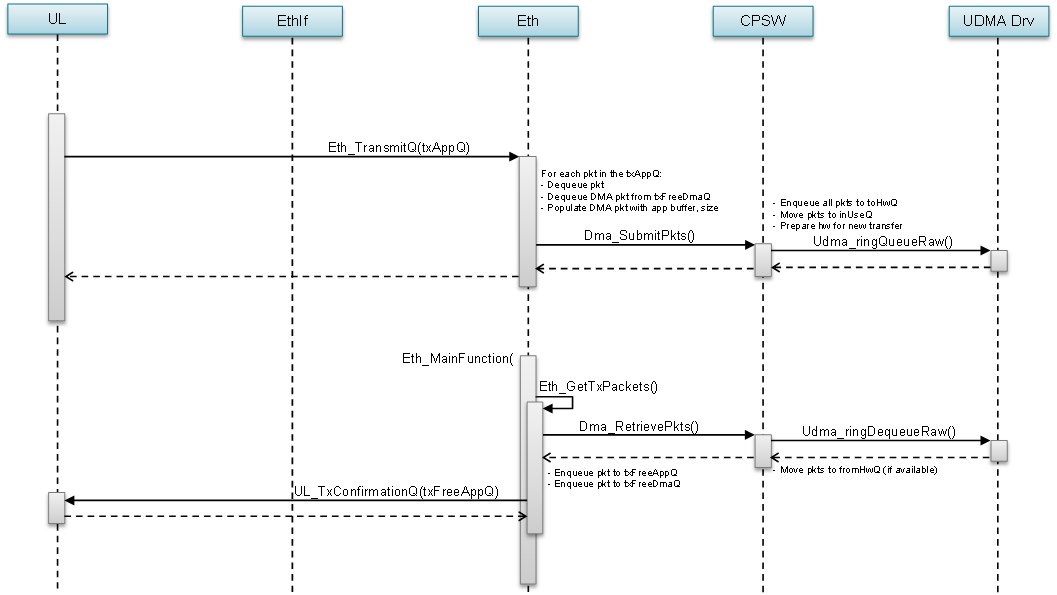 UL
EthIf
Eth
CPSW
UDMA Drv
Eth_TransmitQ(txAppQ)
For each pkt in the txAppQ:
- Dequeue pkt
- Dequeue DMA pkt from txFreeDmaQ
- Populate DMA pkt with app buffer, size
- Enqueue all pkts to toHwQ
- Move pkts to inUseQ
- Prepare hw for new transfer
Dma_SubmitPkts()
Udma_ringQueueRaw()
Eth_MainFunction(
Eth_GetTxPackets()
Dma_RetrievePkts()
Udma_ringDequeueRaw()
- Enqueue pkt to txFreeAppQ
- Enqueue pkt to txFreeDmaQ
- Move pkts to fromHwQ (if available)
UL_TxConfirmationQ(txFreeAppQ)